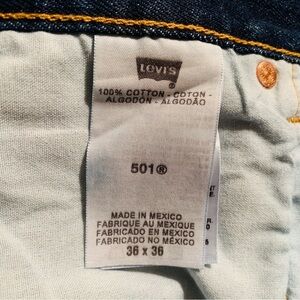 LEVI'S
®
100% COTTON - COTON -
ALGODON - ALGODÃO
501®
MADE IN MEXICO
FABRIQUE AU MEXIQUE
FABRICADO EN MEXICO
FABRICADO NO MÉXICO
36 x 36